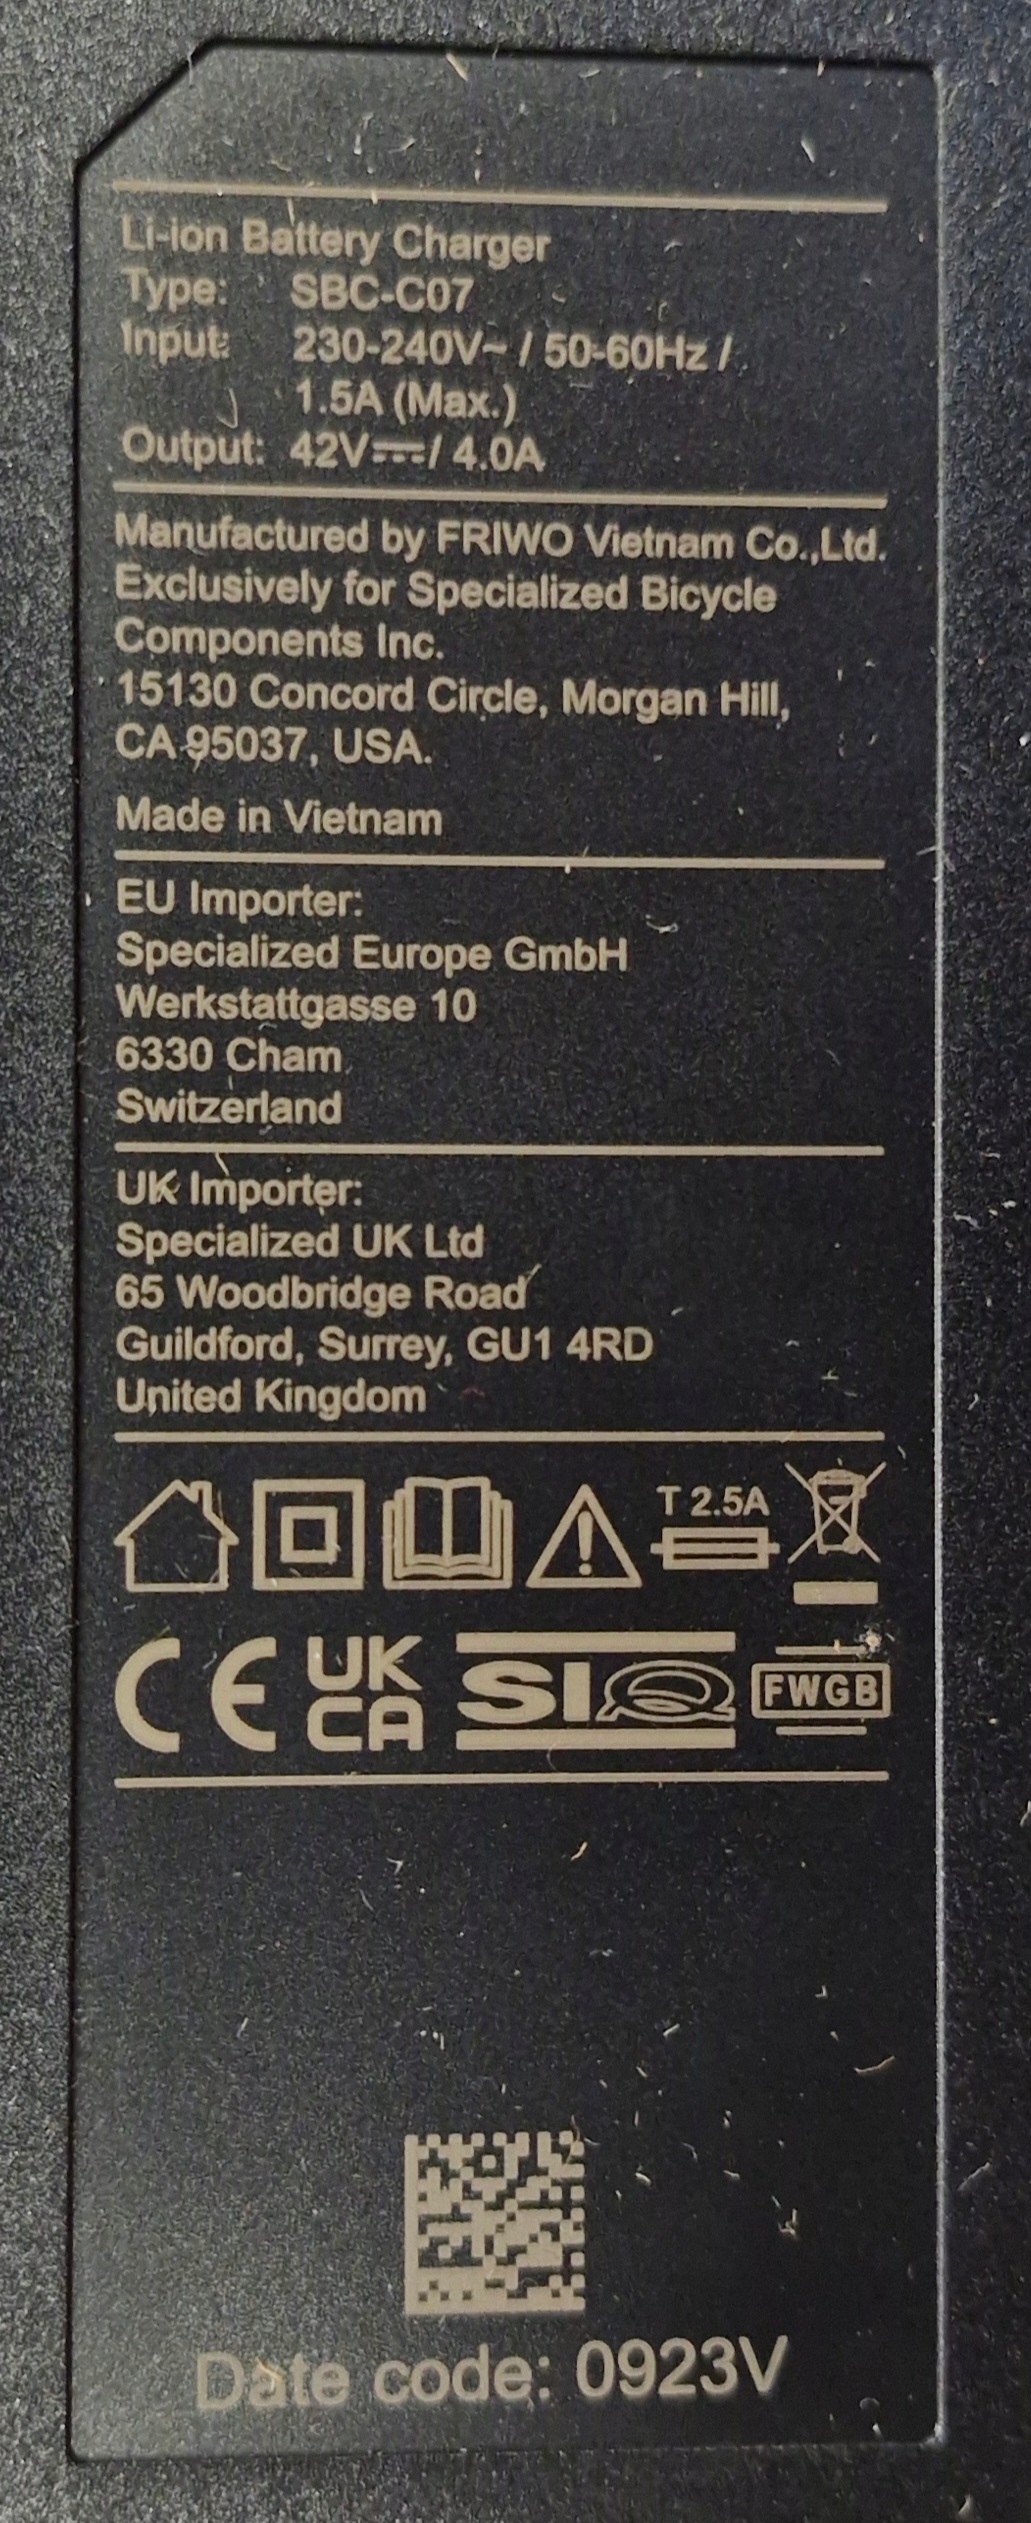 Li-ion Battery Charger
Type: SBC-C07
Input: 230-240V~ / 50-60Hz /
1.5A (Max.)
Output: 42V⎓/ 4.0A
Manufactured by FRIWO Vietnam Co.,Ltd.
Exclusively for Specialized Bicycle
Components Inc.
15130 Concord Circle, Morgan Hill,
CA 95037, USA.
Made in Vietnam
EU Importer:
Specialized Europe GmbH
Werkstattgasse 10
6330 Cham
Switzerland
UK Importer:
Specialized UK Ltd
65 Woodbridge Road
Guildford, Surrey, GU1 4RD
United Kingdom
T 2.5A
CE UK CA SIQ FWGB
Date code: 0923V